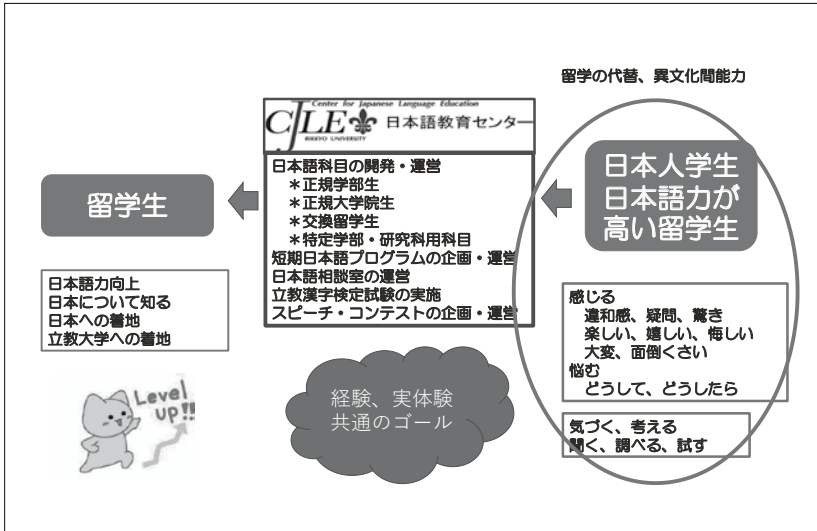 留学の代替、異文化間能力
Center for Japanese Language Education
CJLE 日本語教育センター
RIKKYO UNIVERSITY
日本語科目の開発・運営
＊正規学部生
＊正規大学院生
＊交換留学生
＊特定学部・研究科用科目
短期日本語プログラムの企画・運営
日本語相談室の運営
立教漢字検定試験の実施
スピーチ・コンテストの企画・運営
留学生
日本語力向上
日本について知る
日本への着地
立教大学への着地
Level
up!!
経験、実体験
共通のゴール
日本人学生
日本語力が
高い留学生
感じる
違和感、疑問、驚き
楽しい、嬉しい、悔しい
大変、面倒くさい
悩む
どうして、どうしたら
気づく、考える
聞く、調べる、試す